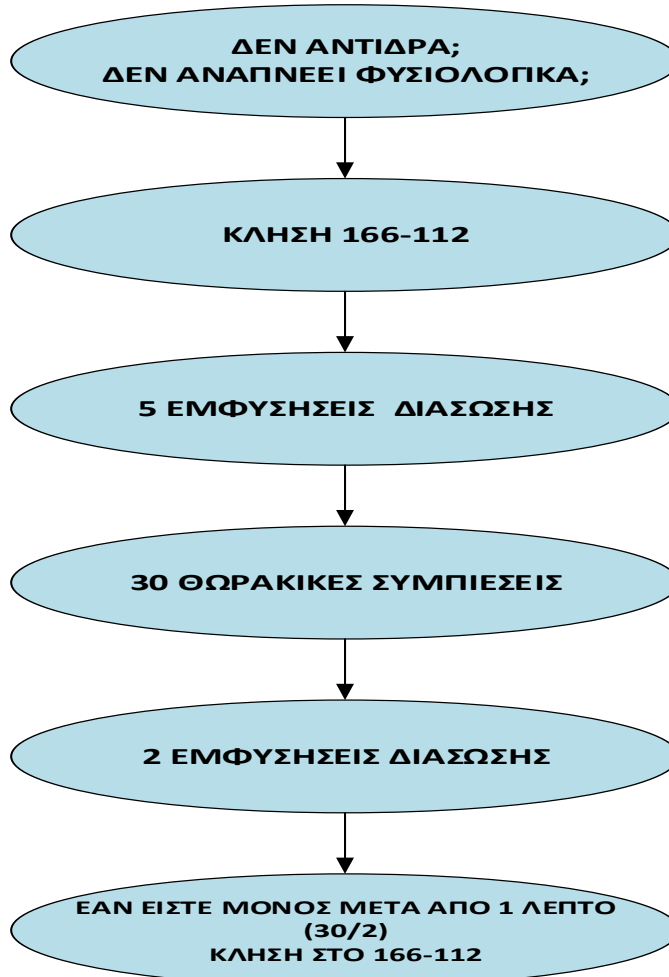 ΔΕΝ ΑΝΤΙΔΡΑ;
ΔΕΝ ΑΝΑΠΝΕΕΙ ΦΥΣΙΟΛΟΓΙΚΑ;
ΚΛΗΣΗ 166-112
5 ΕΜΦΥΣΗΣΕΙΣ ΔΙΑΣΩΣΗΣ
30 ΘΩΡΑΚΙΚΕΣ ΣΥΜΠΙΕΣΕΙΣ
2 ΕΜΦΥΣΗΣΕΙΣ ΔΙΑΣΩΣΗΣ
ΕΑΝ ΕΙΣΤΕ ΜΟΝΟΣ ΜΕΤΑ ΑΠΟ 1 ΛΕΠΤΟ
(30/2)
ΚΛΗΣΗ ΣΤΟ 166-112